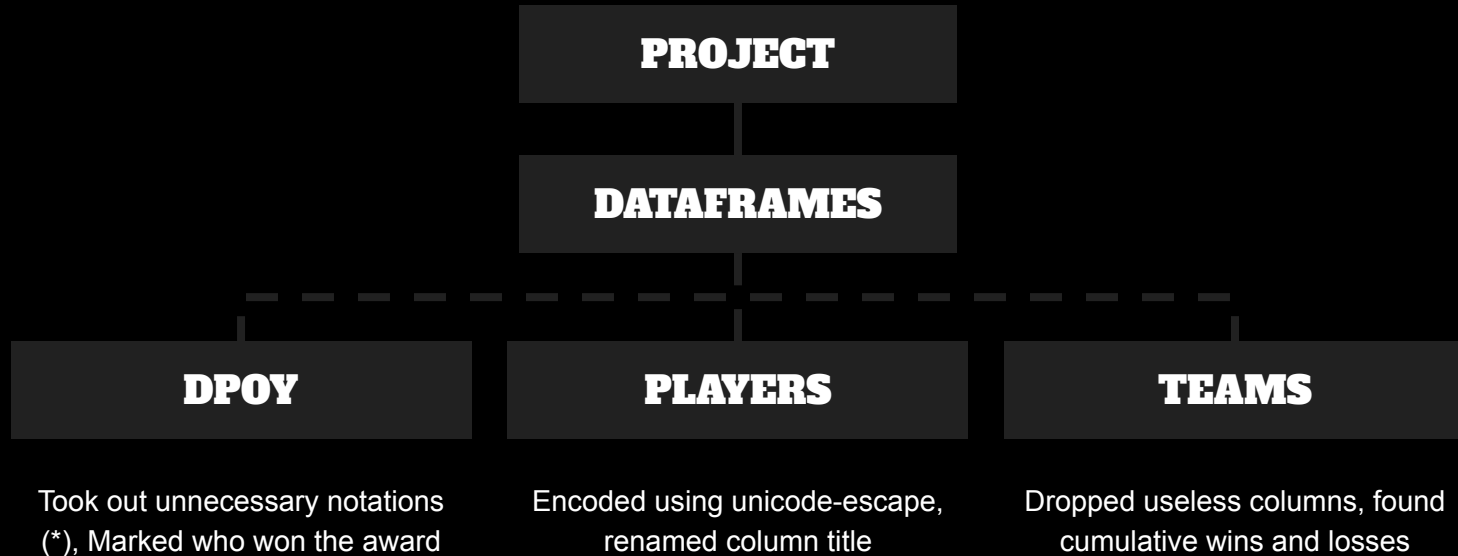 PROJECT
DATAFRAMES
DPOY
PLAYERS
TEAMS
Took out unnecessary notations
(*), Marked who won the award
Encoded using unicode-escape,
renamed column title
Dropped useless columns, found
cumulative wins and losses